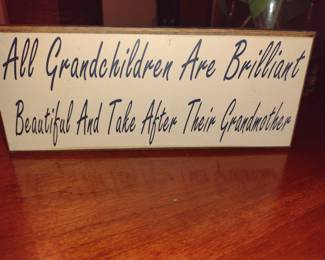 All Grandchildren Are Brilliant
Beautiful And Take After Their Grandmother